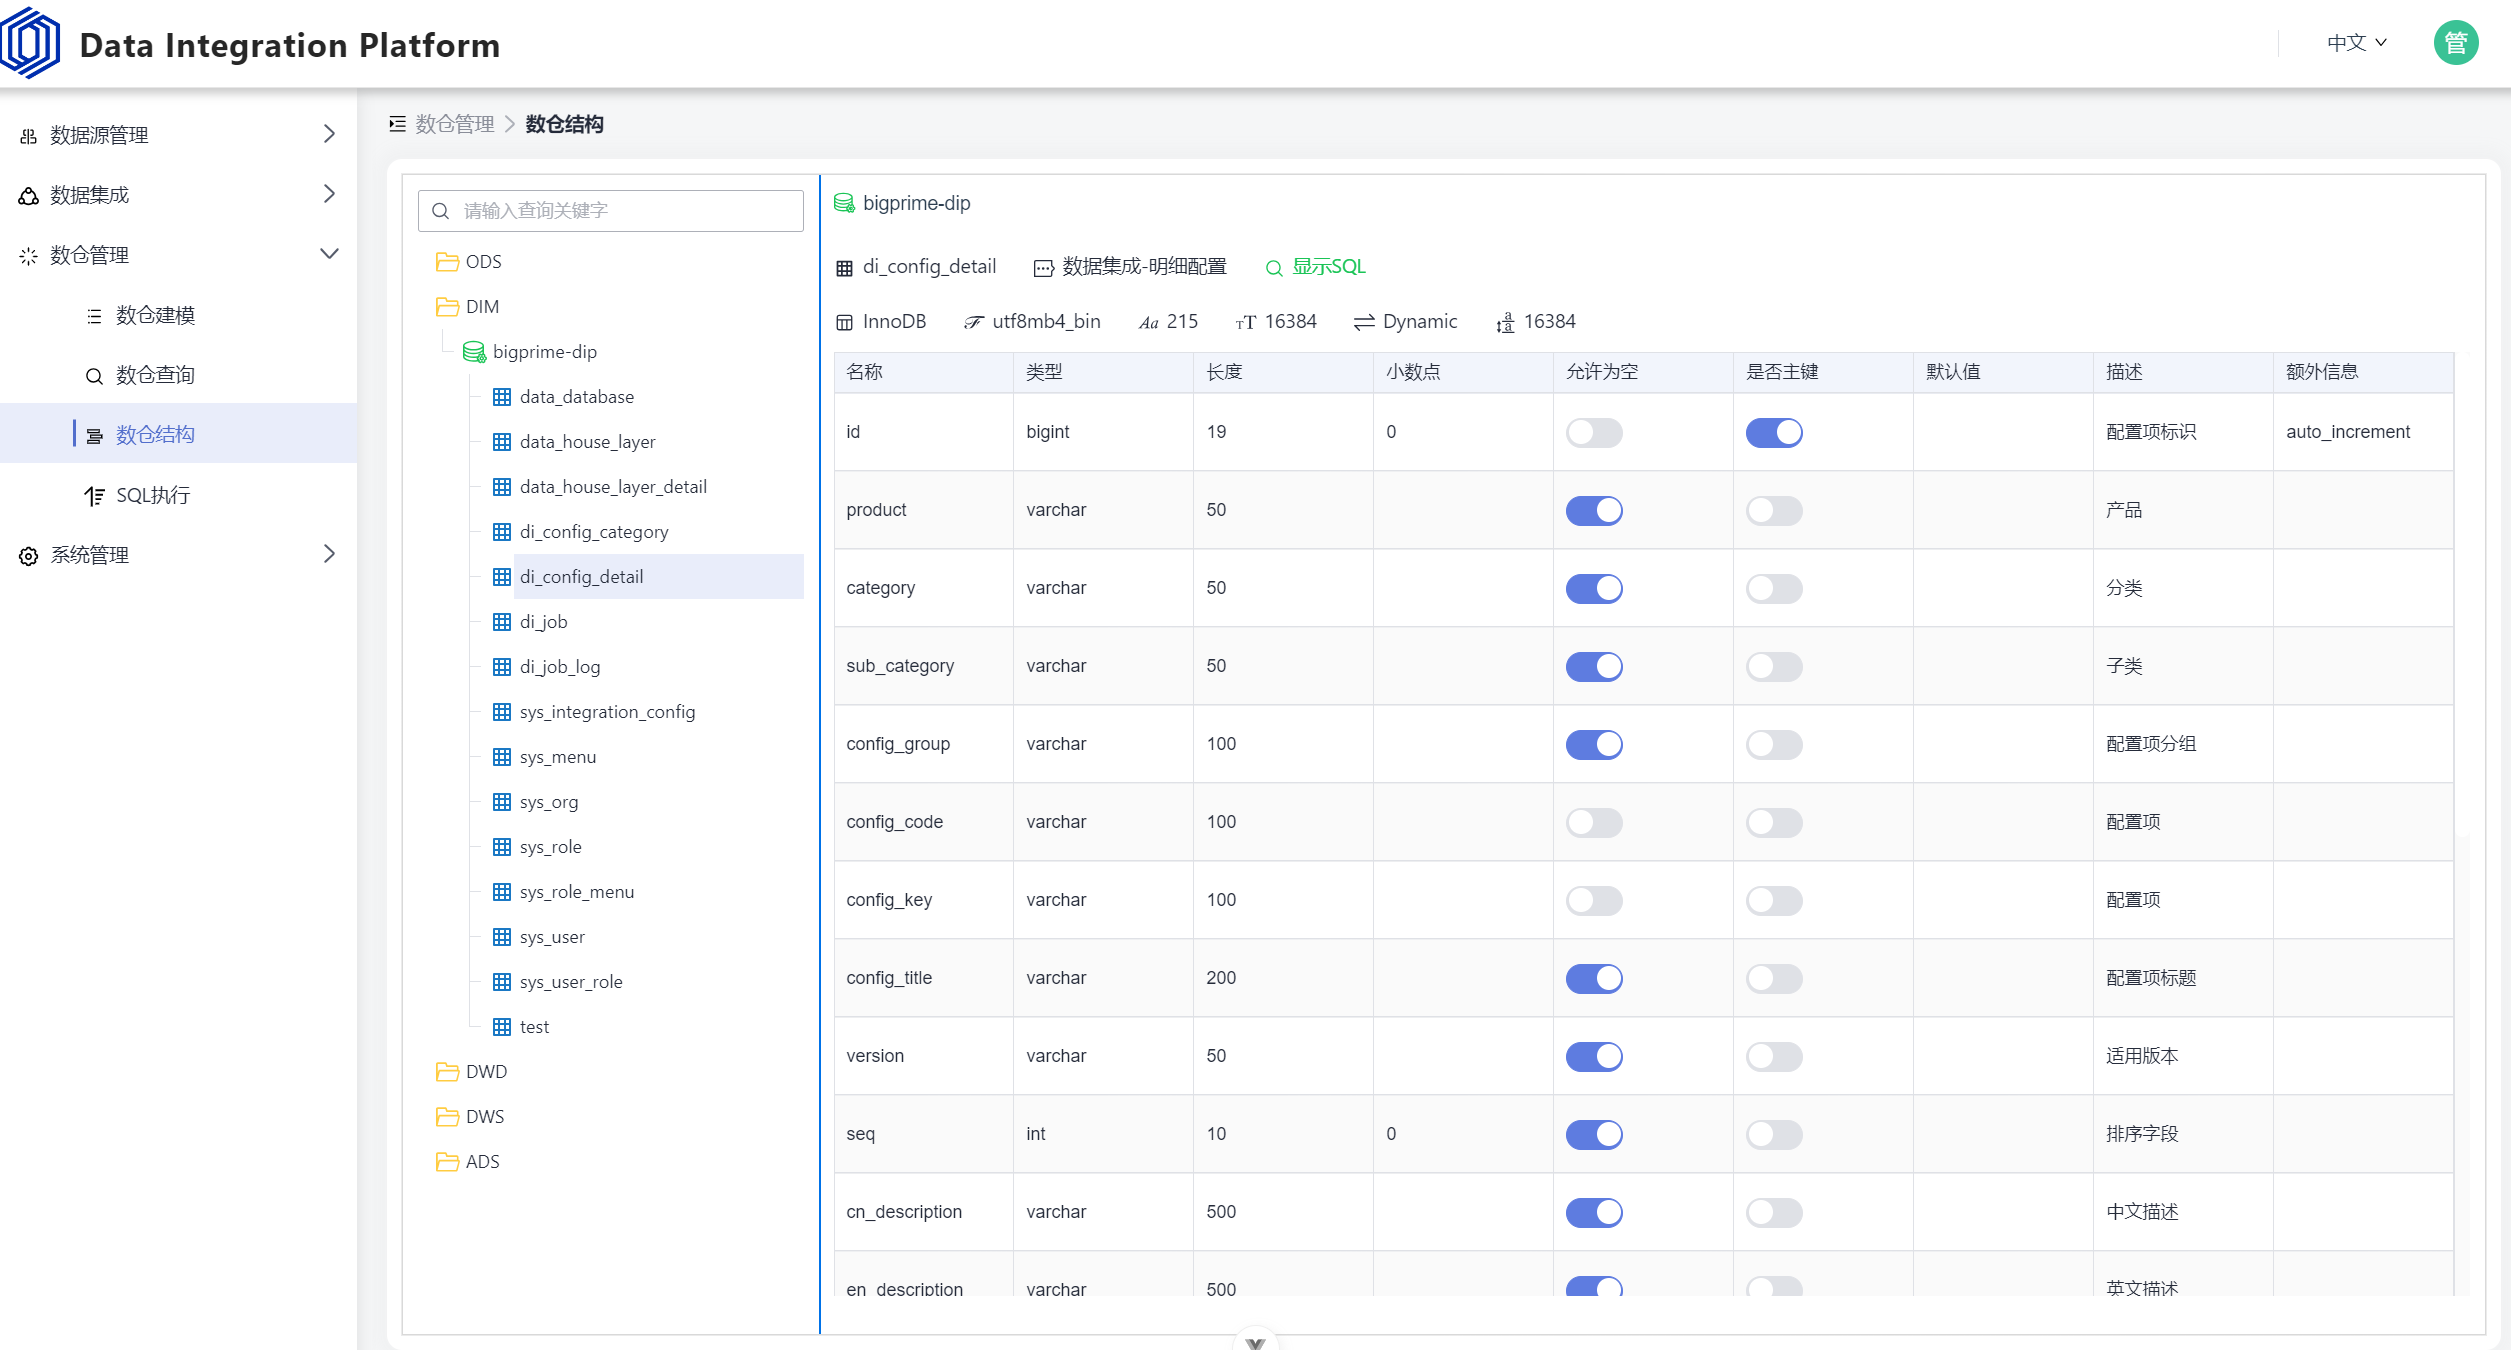 Data Integration Platform
中文
管
数据源管理
数据集成
数仓管理
数仓建模
数仓查询
数仓结构
SQL执行
系统管理
数仓管理 > 数仓结构
请输入查询关键字
ODS
DIM
bigprime-dip
data_database
data_house_layer
data_house_layer_detail
di_config_category
di_config_detail
di_job
di_job_log
sys_integration_config
sys_menu
sys_org
sys_role
sys_role_menu
sys_user
sys_user_role
test
DWD
DWS
ADS
bigprime-dip
di_config_detail 数据集成-明细配置 显示SQL
InnoDB utf8mb4_bin Aa 215 TT 16384 Dynamic 16384
名称 类型 长度 小数点 允许为空 是否主键 默认值 描述 额外信息
id bigint 19 0 配置项标识 auto_increment
product varchar 50 产品
category varchar 50 分类
sub_category varchar 50 子类
config_group varchar 100 配置项分组
config_code varchar 100 配置项
config_key varchar 100 配置项
config_title varchar 200 配置项标题
version varchar 50 适用版本
seq int 10 0 排序字段
cn_description varchar 500 中文描述
en_description varchar 500 英文描述